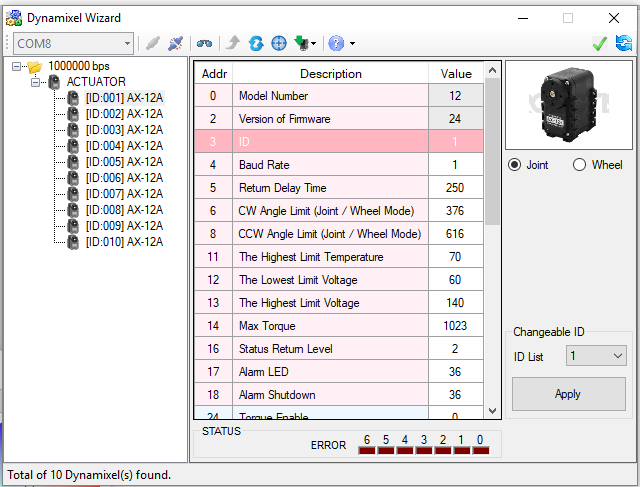 Dynamixel Wizard
COM8
1000000 bps
ACTUATOR
[ID:001] AX-12A
[ID:002] AX-12A
[ID:003] AX-12A
[ID:004] AX-12A
[ID:005] AX-12A
[ID:006] AX-12A
[ID:007] AX-12A
[ID:008] AX-12A
[ID:009] AX-12A
[ID:010] AX-12A
Addr Description Value
0 Model Number 12
2 Version of Firmware 24
3 ID 1
4 Baud Rate 1
5 Return Delay Time 250
6 CW Angle Limit (Joint / Wheel Mode) 376
8 CCW Angle Limit (Joint / Wheel Mode) 616
11 The Highest Limit Temperature 70
12 The Lowest Limit Voltage 60
13 The Highest Limit Voltage 140
14 Max Torque 1023
16 Status Return Level 2
17 Alarm LED 36
18 Alarm Shutdown 36
24 Torque Enable 0
STATUS
ERROR 6 5 4 3 2 1 0
Joint Wheel
Changeable ID
ID List 1
Apply
Total of 10 Dynamixel(s) found.